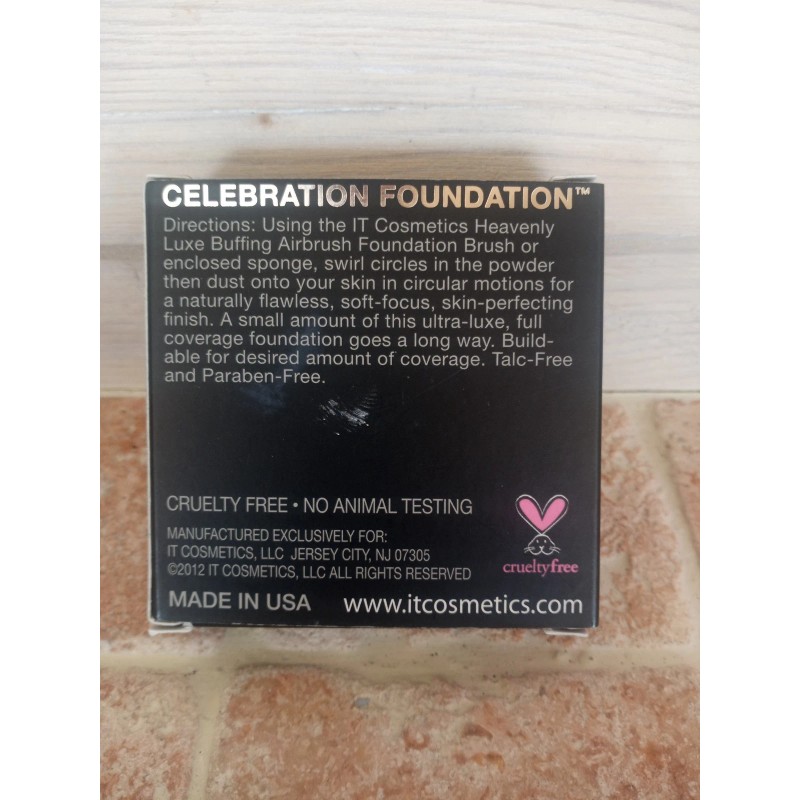 CELEBRATION FOUNDATION™
Directions: Using the IT Cosmetics Heavenly
Luxe Buffing Airbrush Foundation Brush or
enclosed sponge, swirl circles in the powder
then dust onto your skin in circular motions for
a naturally flawless, soft-focus, skin-perfecting
finish. A small amount of this ultra-luxe, full
coverage foundation goes a long way. Build-
able for desired amount of coverage. Talc-Free
and Paraben-Free.
CRUELTY FREE • NO ANIMAL TESTING
MANUFACTURED EXCLUSIVELY FOR:
IT COSMETICS, LLC JERSEY CITY, NJ 07305
©2012 IT COSMETICS, LLC ALL RIGHTS RESERVED
crueltyfree
MADE IN USA www.itcosmetics.com